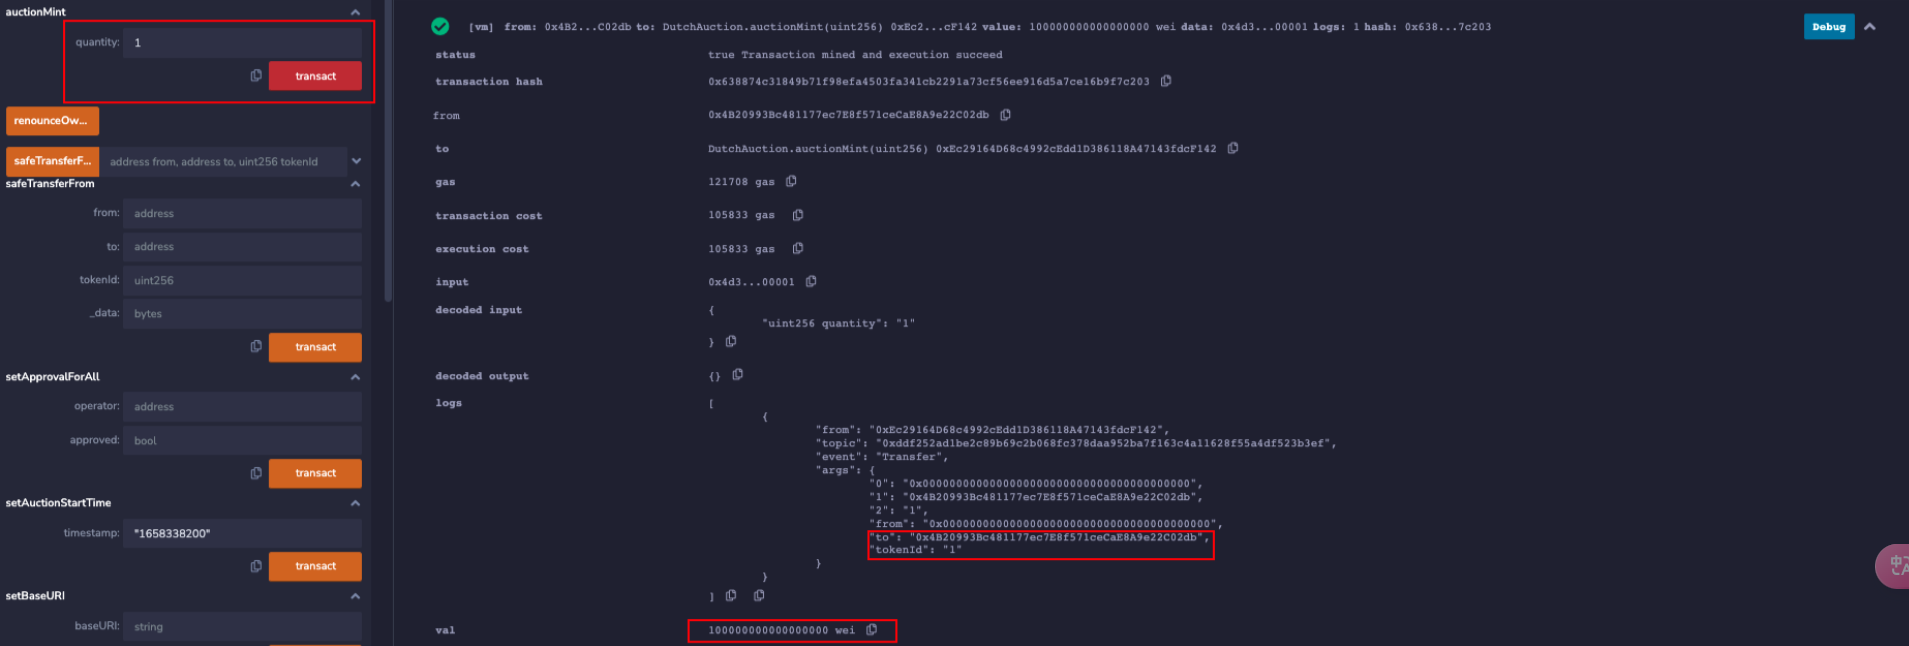 auctionMint
quantity: 1
transact
renounceOw...
safeTransferF... address from, address to, uint256 tokenId
safeTransferFrom
from: address
to: address
tokenId: uint256
_data: bytes
transact
setApprovalForAll
operator: address
approved: bool
transact
setAuctionStartTime
timestamp: "1658338200"
transact
setBaseURI
baseURI: string
[vm] from: 0x4B2...C02db to: DutchAuction.auctionMint(uint256) 0xEc2...cF142 value: 100000000000000000 wei data: 0x4d3...00001 logs: 1 hash: 0x638...7c203
Debug
status true Transaction mined and execution succeed
transaction hash 0x638874c31849b71f98efa4503fa341cb2291a73cf56ee916d5a7ce16b9f7c203
from 0x4B20993Bc481177ec7E8f571ceCaE8A9e22C02db
to DutchAuction.auctionMint(uint256) 0xEc29164D68c4992cEdd1D386118A47143fdcF142
gas 121708 gas
transaction cost 105833 gas
execution cost 105833 gas
input 0x4d3...00001
decoded input {
"uint256 quantity": "1"
}
decoded output {}
logs [
{
"from": "0xEc29164D68c4992cEdd1D386118A47143fdcF142",
"topic": "0xddf252ad1be2c89b69c2b068fc378daa952ba7f163c4a11628f55a4df523b3ef",
"event": "Transfer",
"args": {
"0": "0x0000000000000000000000000000000000000000",
"1": "0x4B20993Bc481177ec7E8f571ceCaE8A9e22C02db",
"2": "1",
"from": "0x0000000000000000000000000000000000000000",
"to": "0x4B20993Bc481177ec7E8f571ceCaE8A9e22C02db",
"tokenId": "1"
}
}
]
val 100000000000000000 wei
中
A